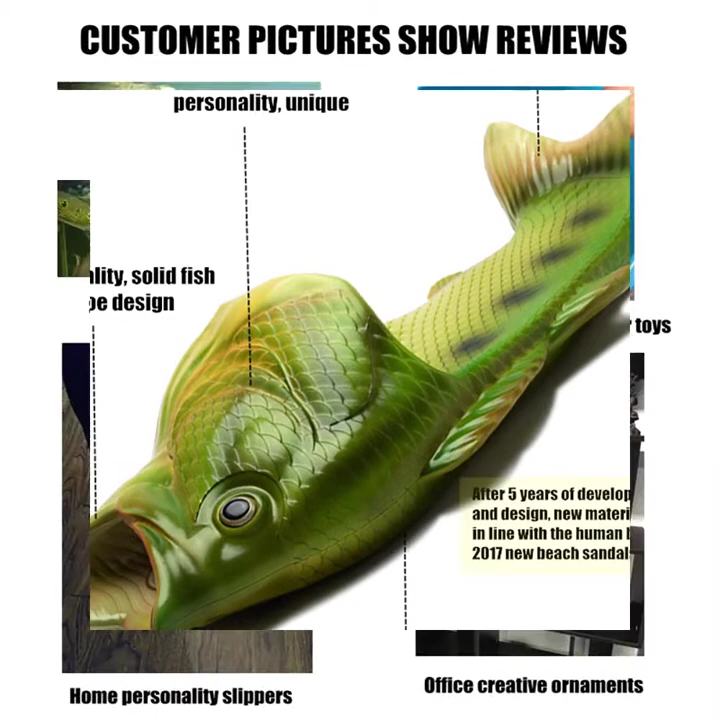 CUSTOMER PICTURES SHOW REVIEWS
personality, unique
ality, solid fish
pe design
toys
After 5 years of develop
and design, new materi
in line with the human
2017 new beach sandal
Home personality slippers
Office creative ornaments